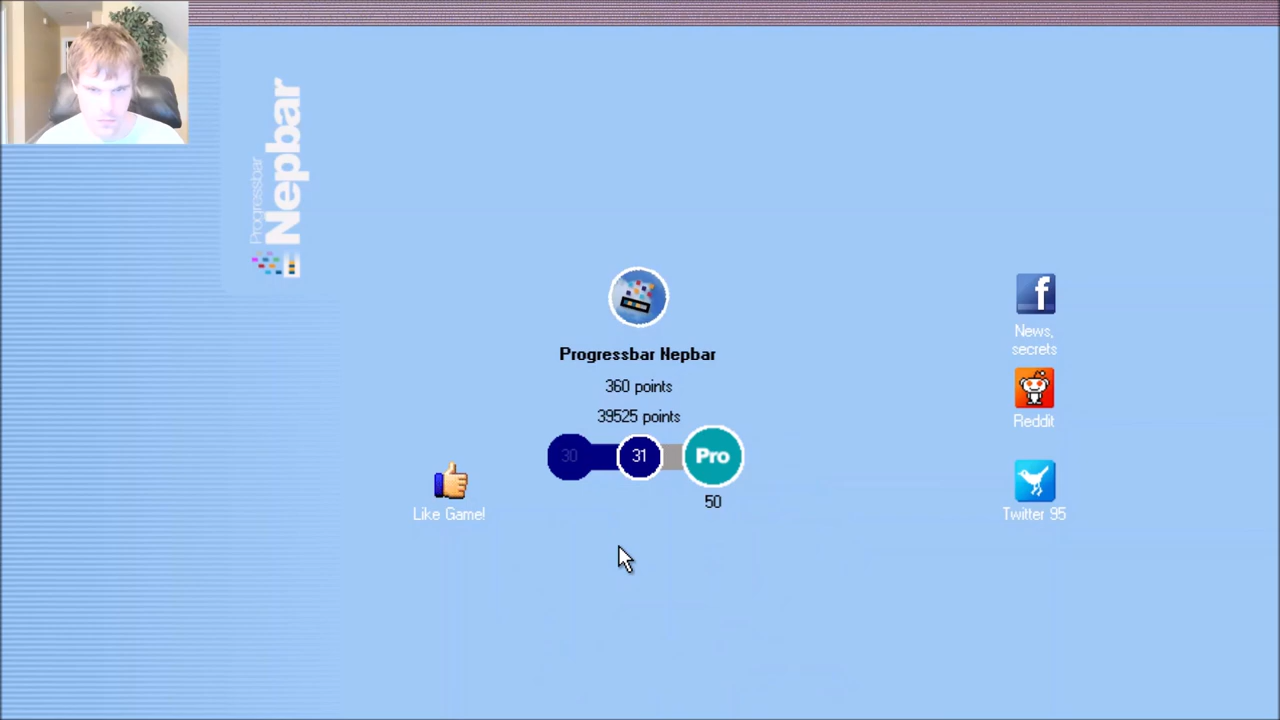 Progressbar
Nepbar
Progressbar Nepbar
360 points
39525 points
30
31
Pro
50
Like Game!
f
News,
secrets
Reddit
Twitter 95